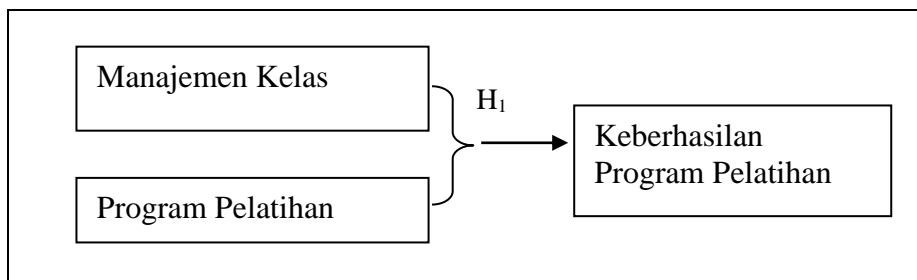 Manajemen Kelas
H₁
Keberhasilan
Program Pelatihan
Program Pelatihan